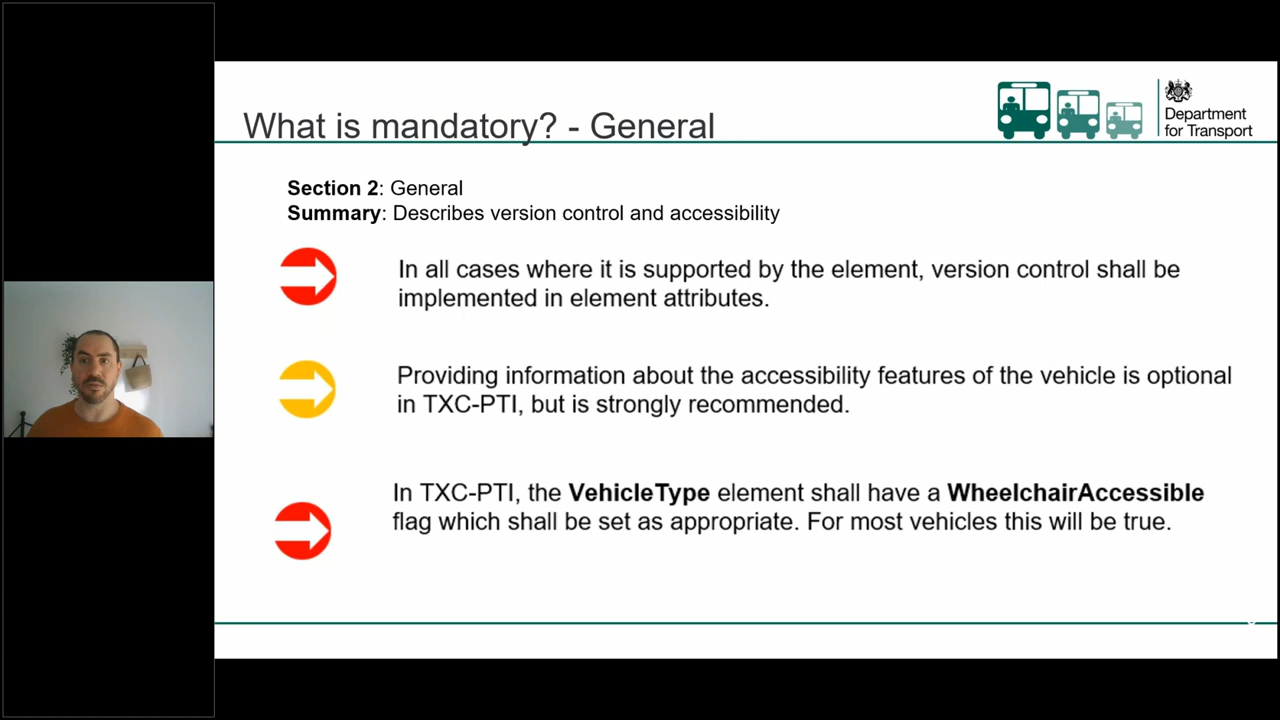 What is mandatory? - General
Department
for Transport
Section 2: General
Summary: Describes version control and accessibility
In all cases where it is supported by the element, version control shall be
implemented in element attributes.
Providing information about the accessibility features of the vehicle is optional
in TXC-PTI, but is strongly recommended.
In TXC-PTI, the VehicleType element shall have a WheelchairAccessible
flag which shall be set as appropriate. For most vehicles this will be true.